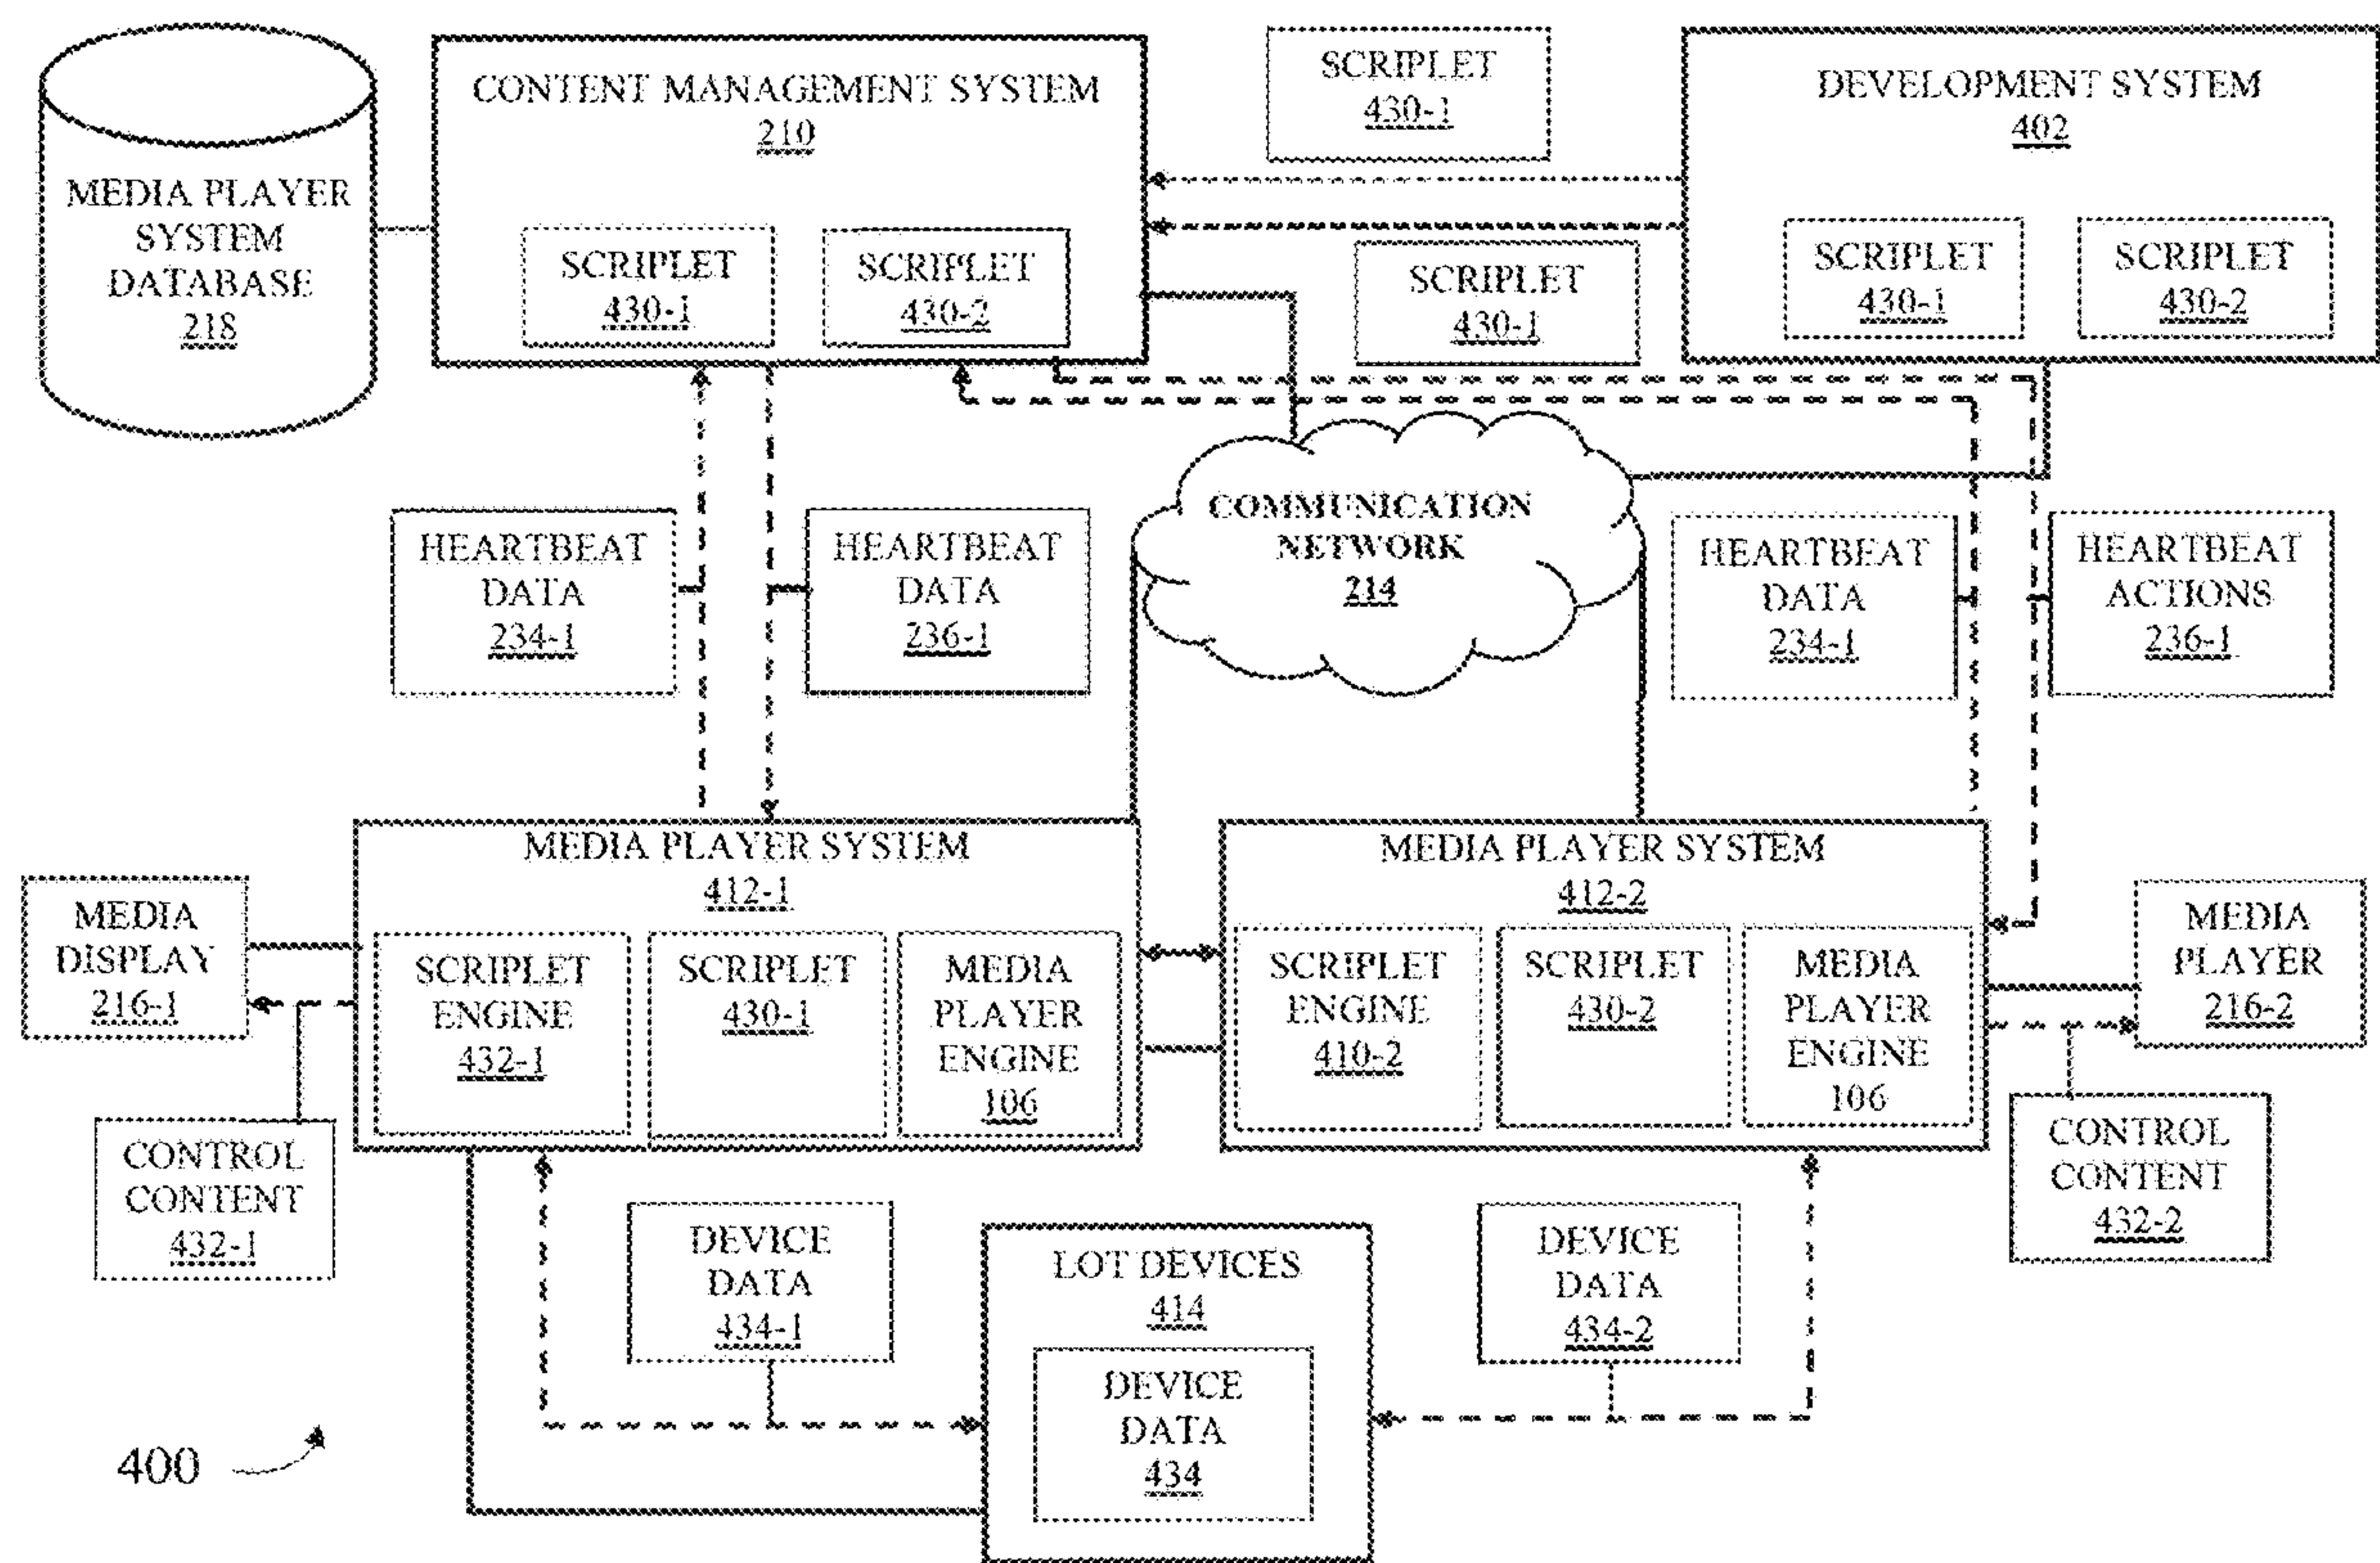 MEDIA PLAYER
SYSTEM
DATABASE
218
CONTENT MANAGEMENT SYSTEM
210
SCRIPLET
430-1
SCRIPLET
430-2
SCRIPLET
430-1
SCRIPLET
430-1
DEVELOPMENT SYSTEM
402
SCRIPLET
430-1
SCRIPLET
430-2
HEARTBEAT
DATA
234-1
HEARTBEAT
DATA
236-1
COMMUNICATION
NETWORK
214
HEARTBEAT
DATA
234-1
HEARTBEAT
ACTIONS
236-1
MEDIA
DISPLAY
216-1
MEDIA PLAYER SYSTEM
412-1
SCRIPLET
ENGINE
432-1
SCRIPLET
430-1
MEDIA
PLAYER
ENGINE
106
MEDIA PLAYER SYSTEM
412-2
SCRIPLET
ENGINE
410-2
SCRIPLET
430-2
MEDIA
PLAYER
ENGINE
106
MEDIA
PLAYER
216-2
CONTROL
CONTENT
432-1
DEVICE
DATA
434-1
LOT DEVICES
414
DEVICE
DATA
434
DEVICE
DATA
434-2
CONTROL
CONTENT
432-2
400